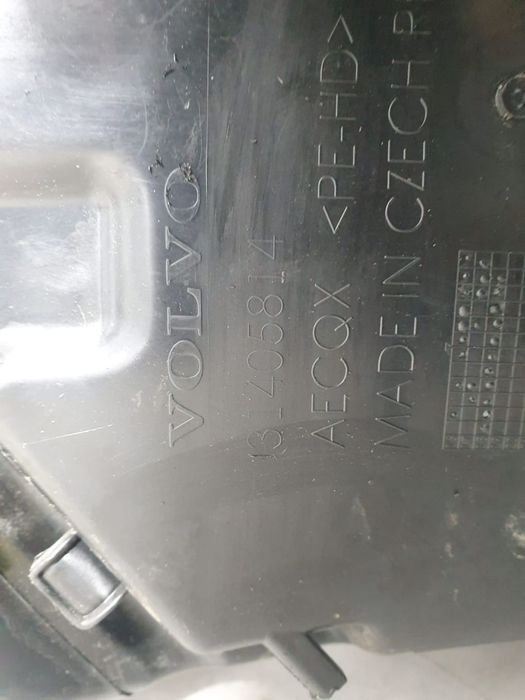 VOLVO
31405814
AECQX <PE-HD>
MADE IN CZECH